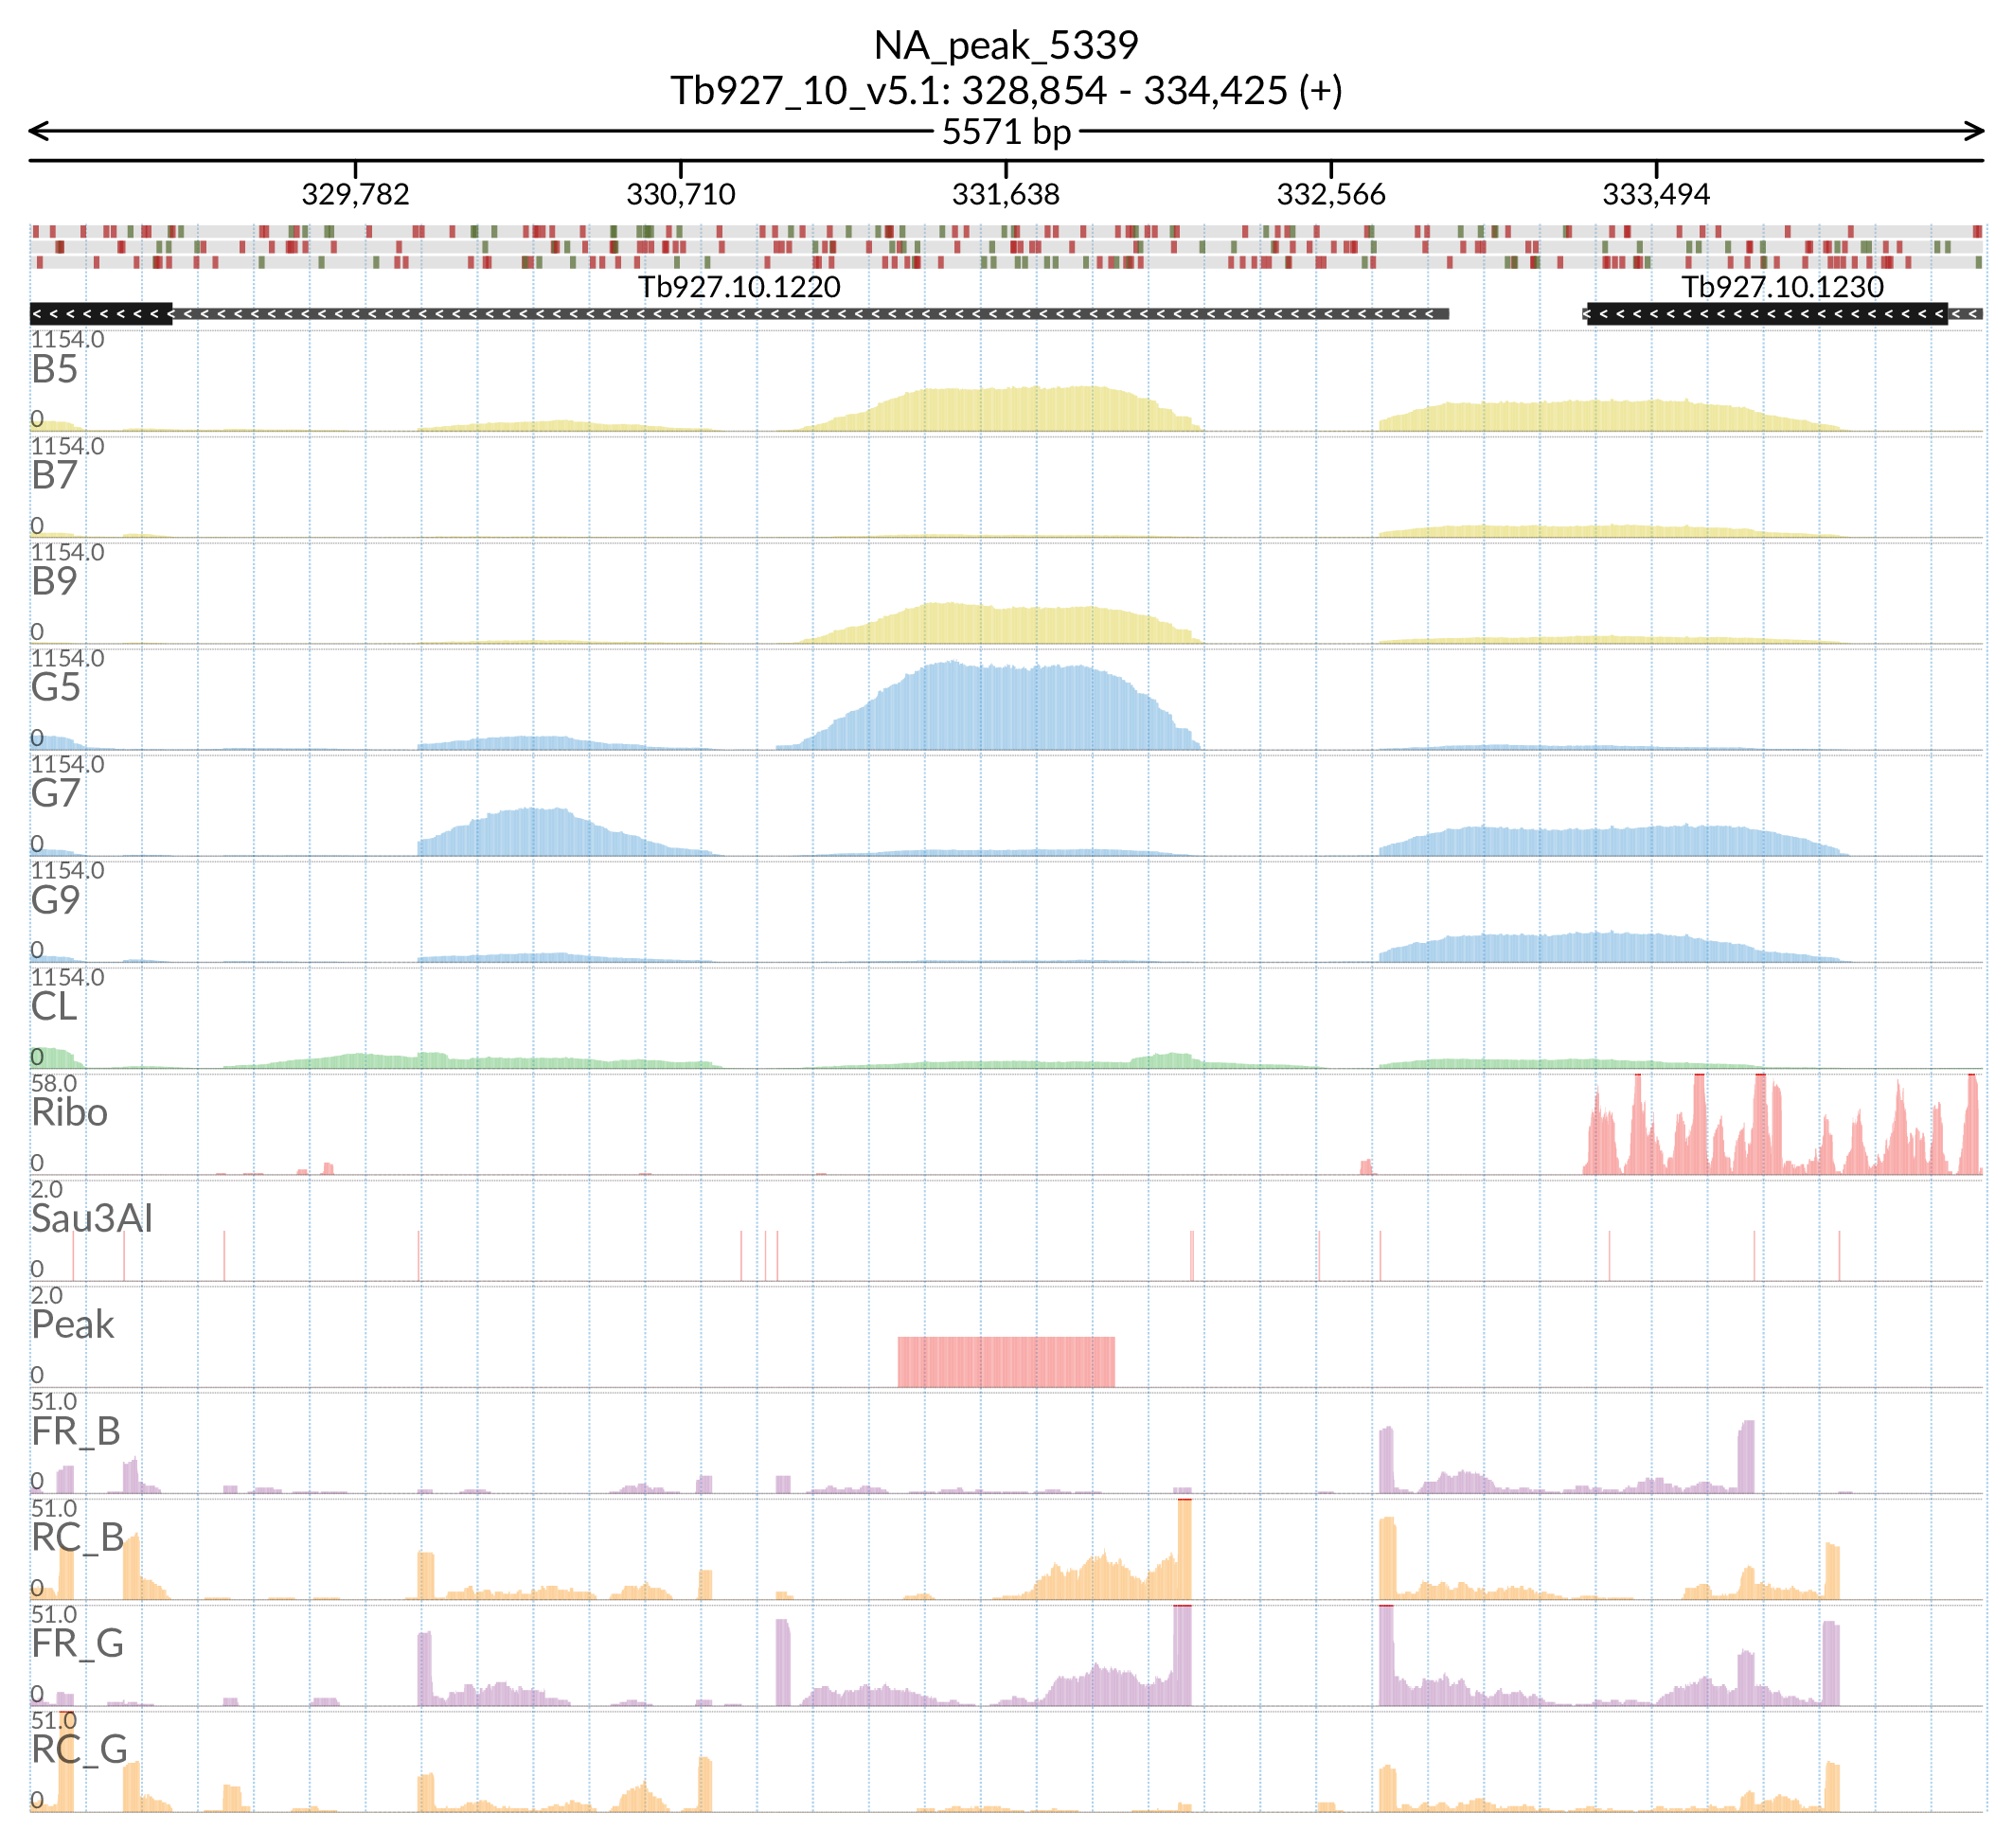 NA_peak_5339
Tb927_10_v5.1: 328,854 - 334,425 (+)
5571 bp
329,782 330,710 331,638 332,566 333,494
Tb927.10.1220 Tb927.10.1230
1154.0
B5
0
1154.0
B7
0
1154.0
B9
0
1154.0
G5
0
1154.0
G7
0
1154.0
G9
0
1154.0
CL
0
58.0
Ribo
0
2.0
Sau3AI
0
2.0
Peak
0
51.0
FR_B
0
51.0
RC_B
0
51.0
FR_G
0
51.0
RC_G
0